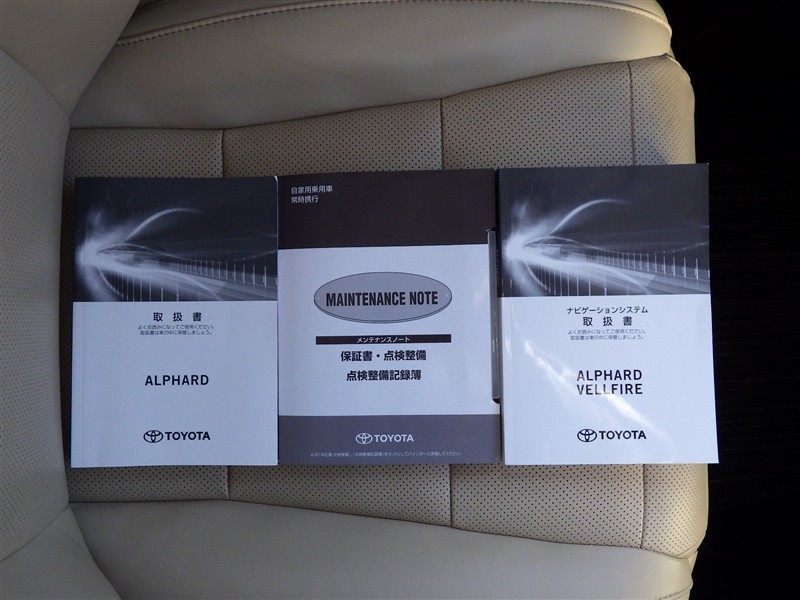 取扱書
よくお読みになってご使用ください。
取扱書は車の中に保管しましょう。
ALPHARD
TOYOTA
自家用乗用車
常時携行
MAINTENANCE NOTE
メンテナンスノート
保証書・点検整備
点検整備記録簿
TOYOTA
ナビゲーションシステム
取扱書
よくお読みになってご使用ください。
取扱書は車の中に保管しましょう。
ALPHARD
VELLFIRE
TOYOTA